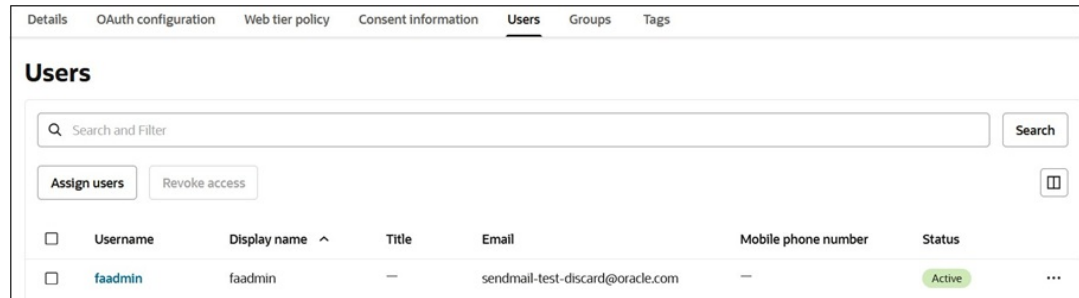 Details OAuth configuration Web tier policy Consent information Users Groups Tags
Users
Search and Filter Search
Assign users Revoke access
Username Display name Title Email Mobile phone number Status
faadmin faadmin — sendmail-test-discard@oracle.com — Active ...